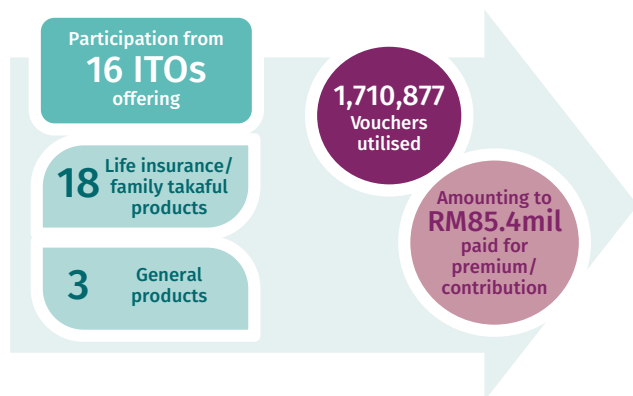 Participation from
16 ITOs
offering
18 Life insurance/
family takaful
products
3 General
products
1,710,877
Vouchers
utilised
Amounting to
RM85.4mil
paid for
premium/
contribution